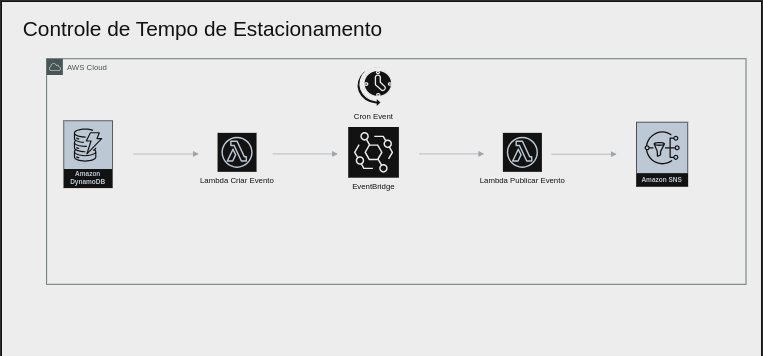 Controle de Tempo de Estacionamento
AWS Cloud
Cron Event
Amazon
DynamoDB
Lambda Criar Evento
EventBridge
Lambda Publicar Evento
Amazon SNS